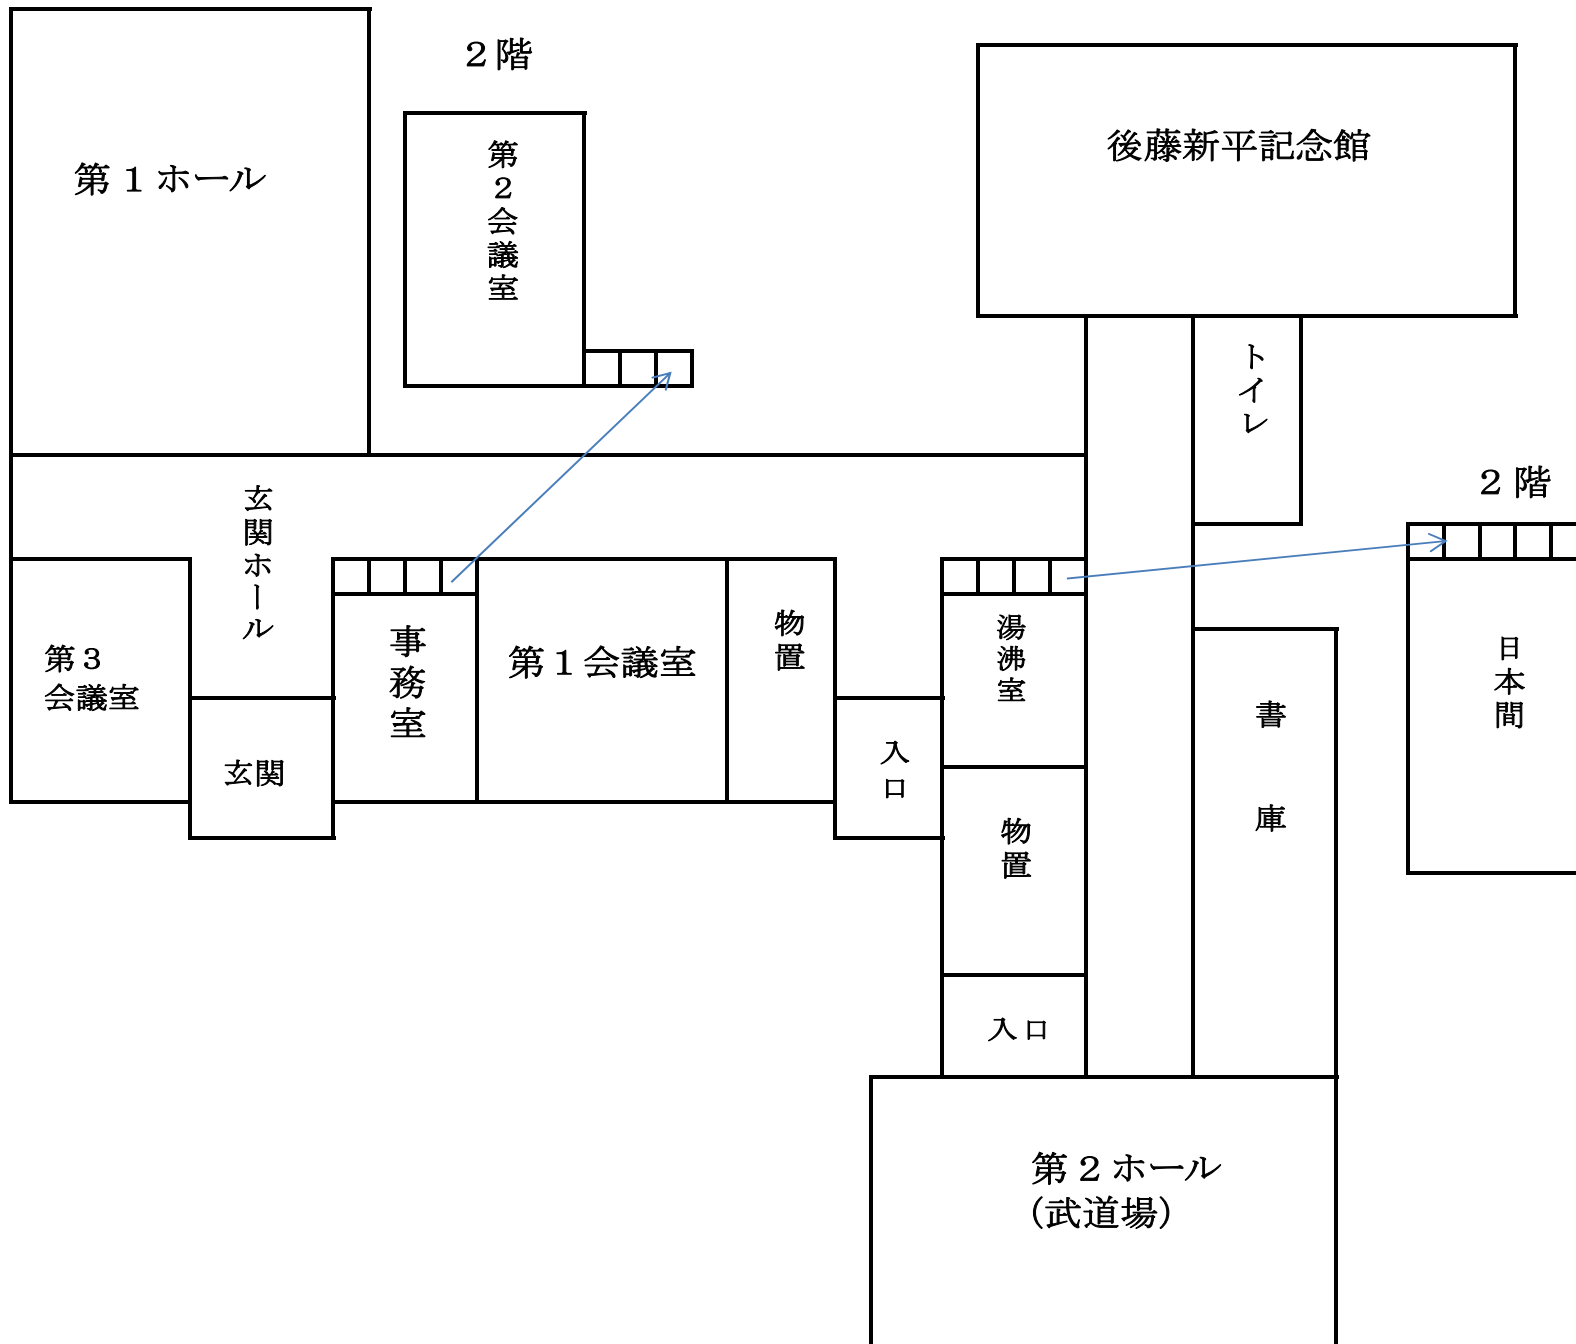 2階
第1ホール
第2会議室
後藤新平記念館
トイレ
2階
玄関ホール
第3
会議室
玄関
事務室
第1会議室
物置
入口
湯沸室
物置
入口
書庫
日本間
第2ホール
(武道場)